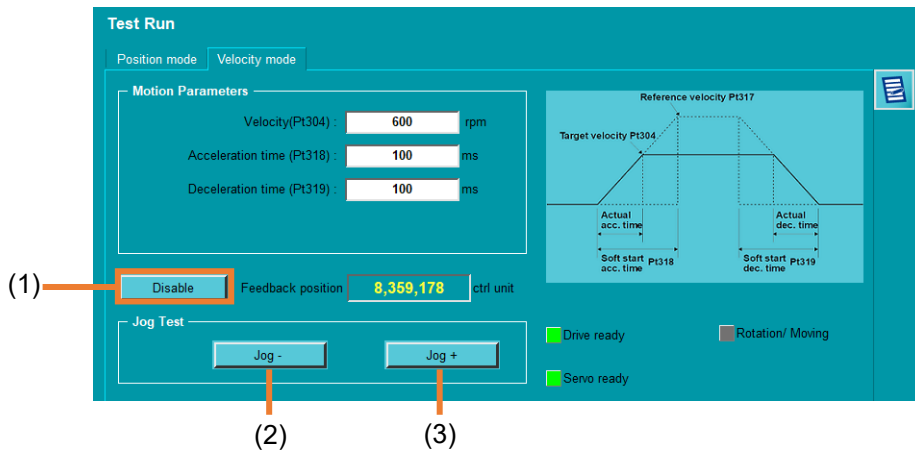 Test Run
Position mode
Velocity mode
Motion Parameters
Velocity(Pt304) : 600 rpm
Acceleration time (Pt318) : 100 ms
Deceleration time (Pt319) : 100 ms
Reference velocity Pt317
Target velocity Pt304
Actual
acc. time
Actual
dec. time
Soft start
acc. time Pt318
Soft start
dec. time Pt319
(1)
Disable
Feedback position 8,359,178 ctrl unit
Jog Test
Jog -
Jog +
Drive ready
Rotation/ Moving
Servo ready
(2)
(3)